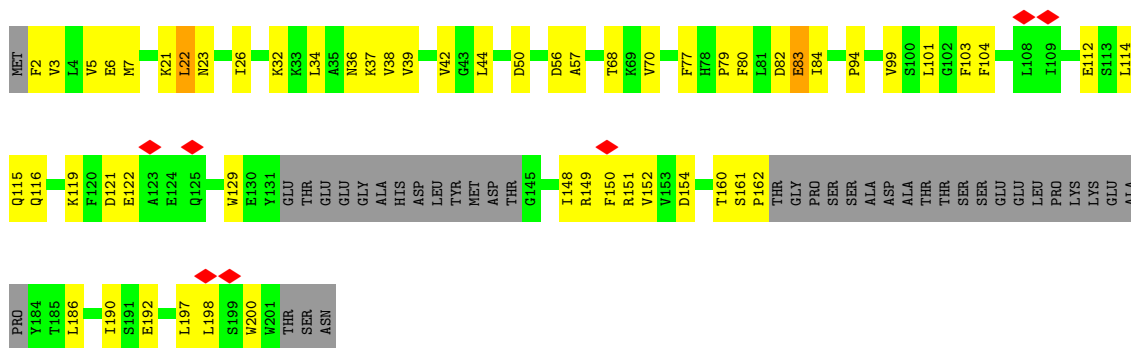 MET F2 V3 L4 V5 E6 M7 K21 L22 N23 I26 K32 K33 L34 A35 N36 K37 V38 V39 V42 G43 L44 D50 D56 A57 T68 K69 V70 F77 H78 P79 F80 L81 D82 E83 I84 P94 V99 S100 L101 G102 F103 F104 L108 I109 E112 S113 L114
Q115 Q116 K119 F120 D121 E122 A123 E124 Q125 W129 E130 Y131 GLU THR GLU GLU GLY ALA HIS ASP LEU TYR MET ASP THR G145 I148 R149 F150 R151 V152 V153 D154 T160 S161 P162 THR GLY PRO SER SER ALA ASP ALA THR THR SER SER GLU GLU LEU PRO LYS LYS GLU ALA
PRO Y184 T185 L186 I190 S191 E192 L197 L198 S199 W200 W201 THR SER ASN